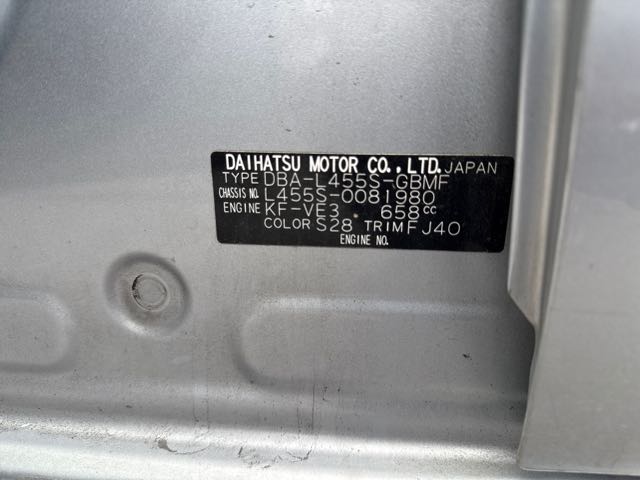 DAIHATSU MOTOR CO., LTD. JAPAN
TYPE DBA-L455S-GBMF
CHASSIS NO. L455S-0081980
ENGINE KF-VE3 658cc
COLOR S28 TRIM FJ40
ENGINE NO.